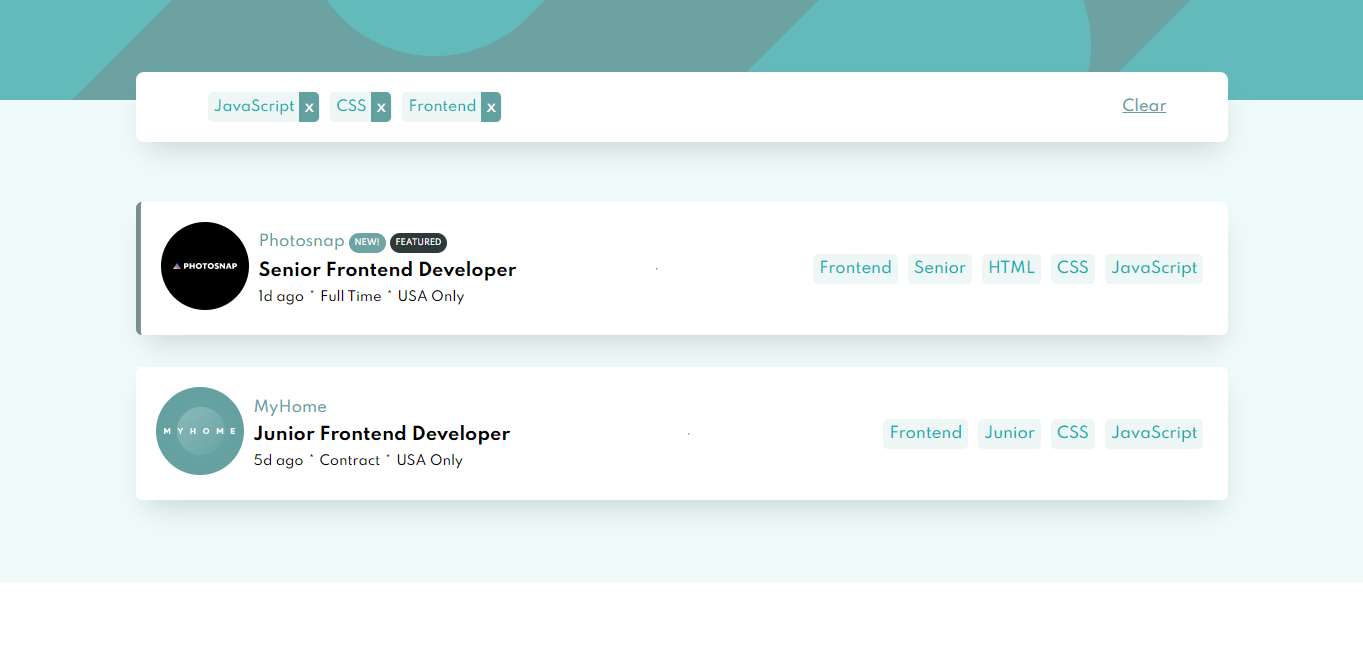 JavaScript x CSS x Frontend x Clear
PHOTOSNAP
Photosnap NEW! FEATURED
Senior Frontend Developer
1d ago * Full Time * USA Only
Frontend Senior HTML CSS JavaScript
MYHOME
MyHome
Junior Frontend Developer
5d ago * Contract * USA Only
Frontend Junior CSS JavaScript